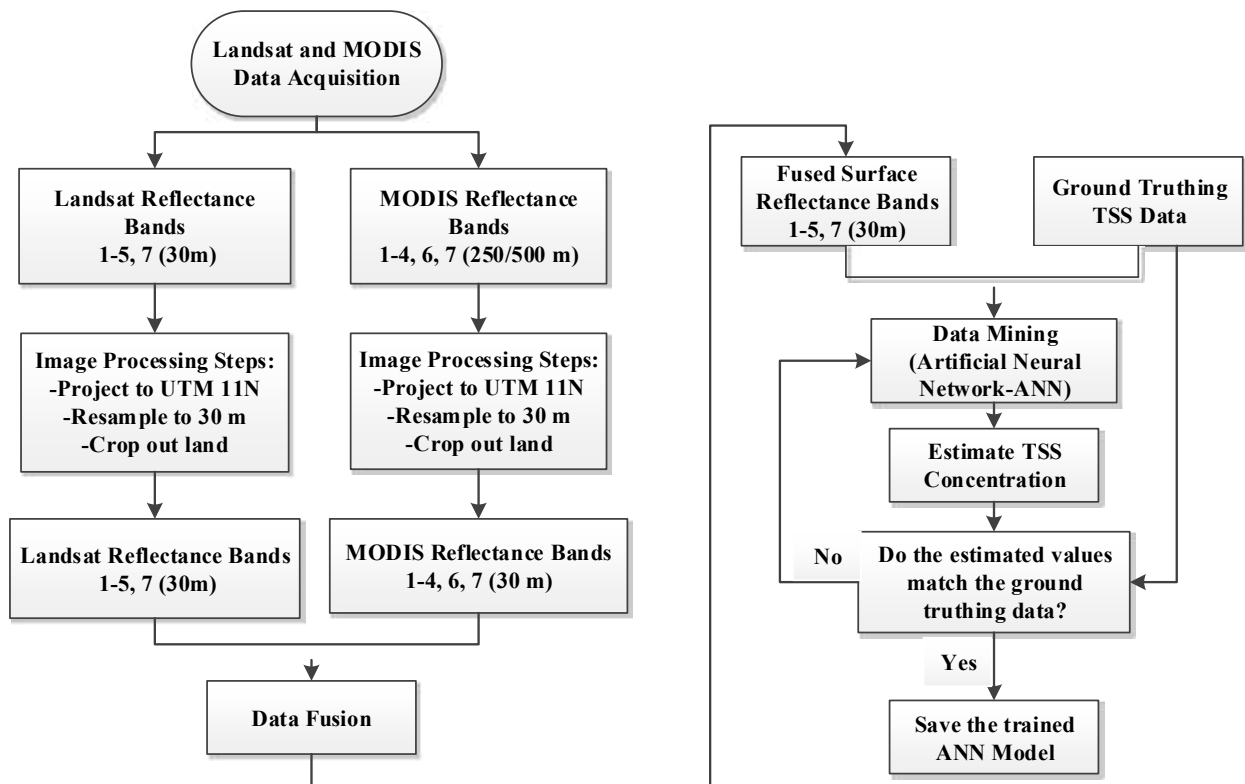 Landsat and MODIS
Data Acquisition
Landsat Reflectance
Bands
1-5, 7 (30m)
MODIS Reflectance
Bands
1-4, 6, 7 (250/500 m)
Image Processing Steps:
-Project to UTM 11N
-Resample to 30 m
-Crop out land
Image Processing Steps:
-Project to UTM 11N
-Resample to 30 m
-Crop out land
Landsat Reflectance Bands
1-5, 7 (30m)
MODIS Reflectance Bands
1-4, 6, 7 (30 m)
Data Fusion
Fused Surface
Reflectance Bands
1-5, 7 (30m)
Ground Truthing
TSS Data
Data Mining
(Artificial Neural
Network-ANN)
Estimate TSS
Concentration
No
Do the estimated values
match the ground
truthing data?
Yes
Save the trained
ANN Model